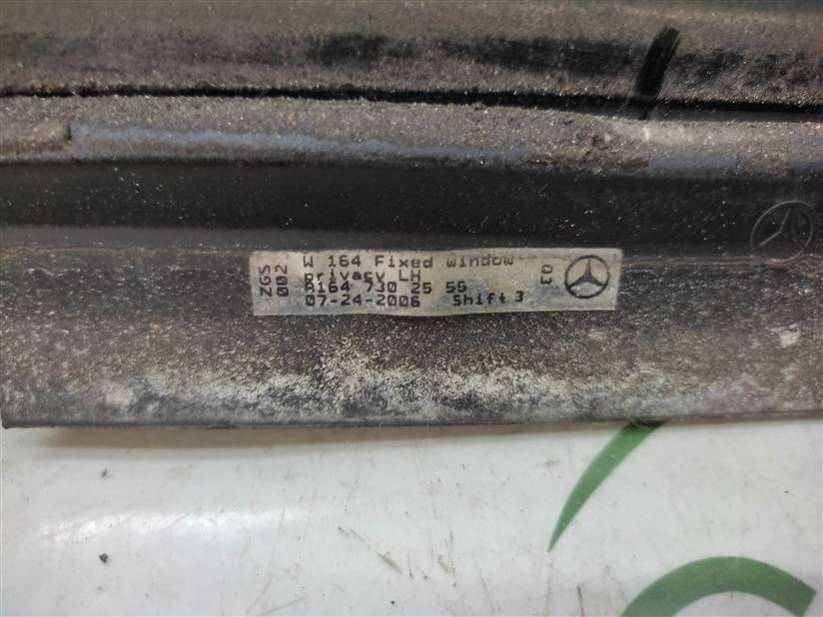 ZGS
002
W 164 Fixed window
privacy LH
A164 730 25 55
07-24-2006 Shift 3
03